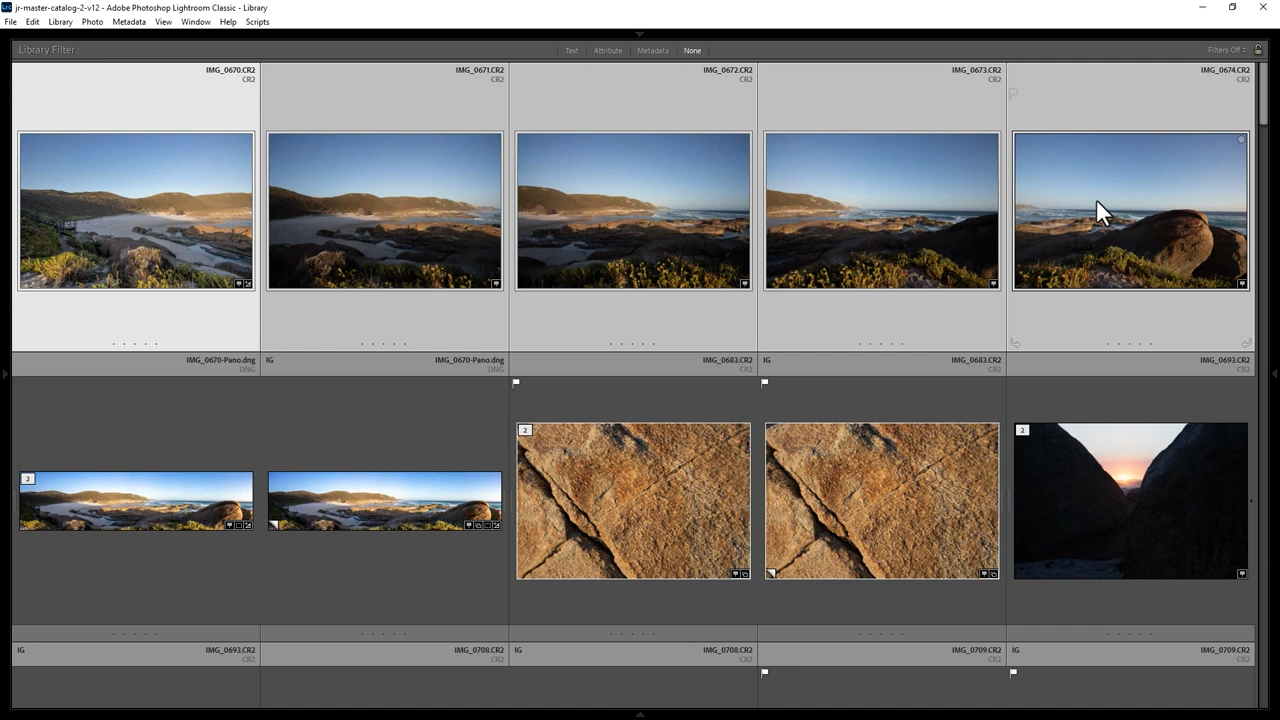 jr-master-catalog-2-v12 - Adobe Photoshop Lightroom Classic - Library
File Edit Library Photo Metadata View Window Help Scripts
Library Filter : Text Attribute Metadata None Filters Off
IMG_0670.CR2 IMG_0671.CR2 IMG_0672.CR2 IMG_0673.CR2 IMG_0674.CR2
CR2 CR2 CR2 CR2 CR2
IMG_0670-Pano.dng IG IMG_0670-Pano.dng IMG_0683.CR2 IG IMG_0683.CR2 IMG_0693.CR2
DNG DNG CR2 CR2 CR2
2 2 2
IG IMG_0693.CR2 IMG_0708.CR2 IG IMG_0708.CR2 IMG_0709.CR2 IG IMG_0709.CR2
CR2 CR2 CR2 CR2 CR2